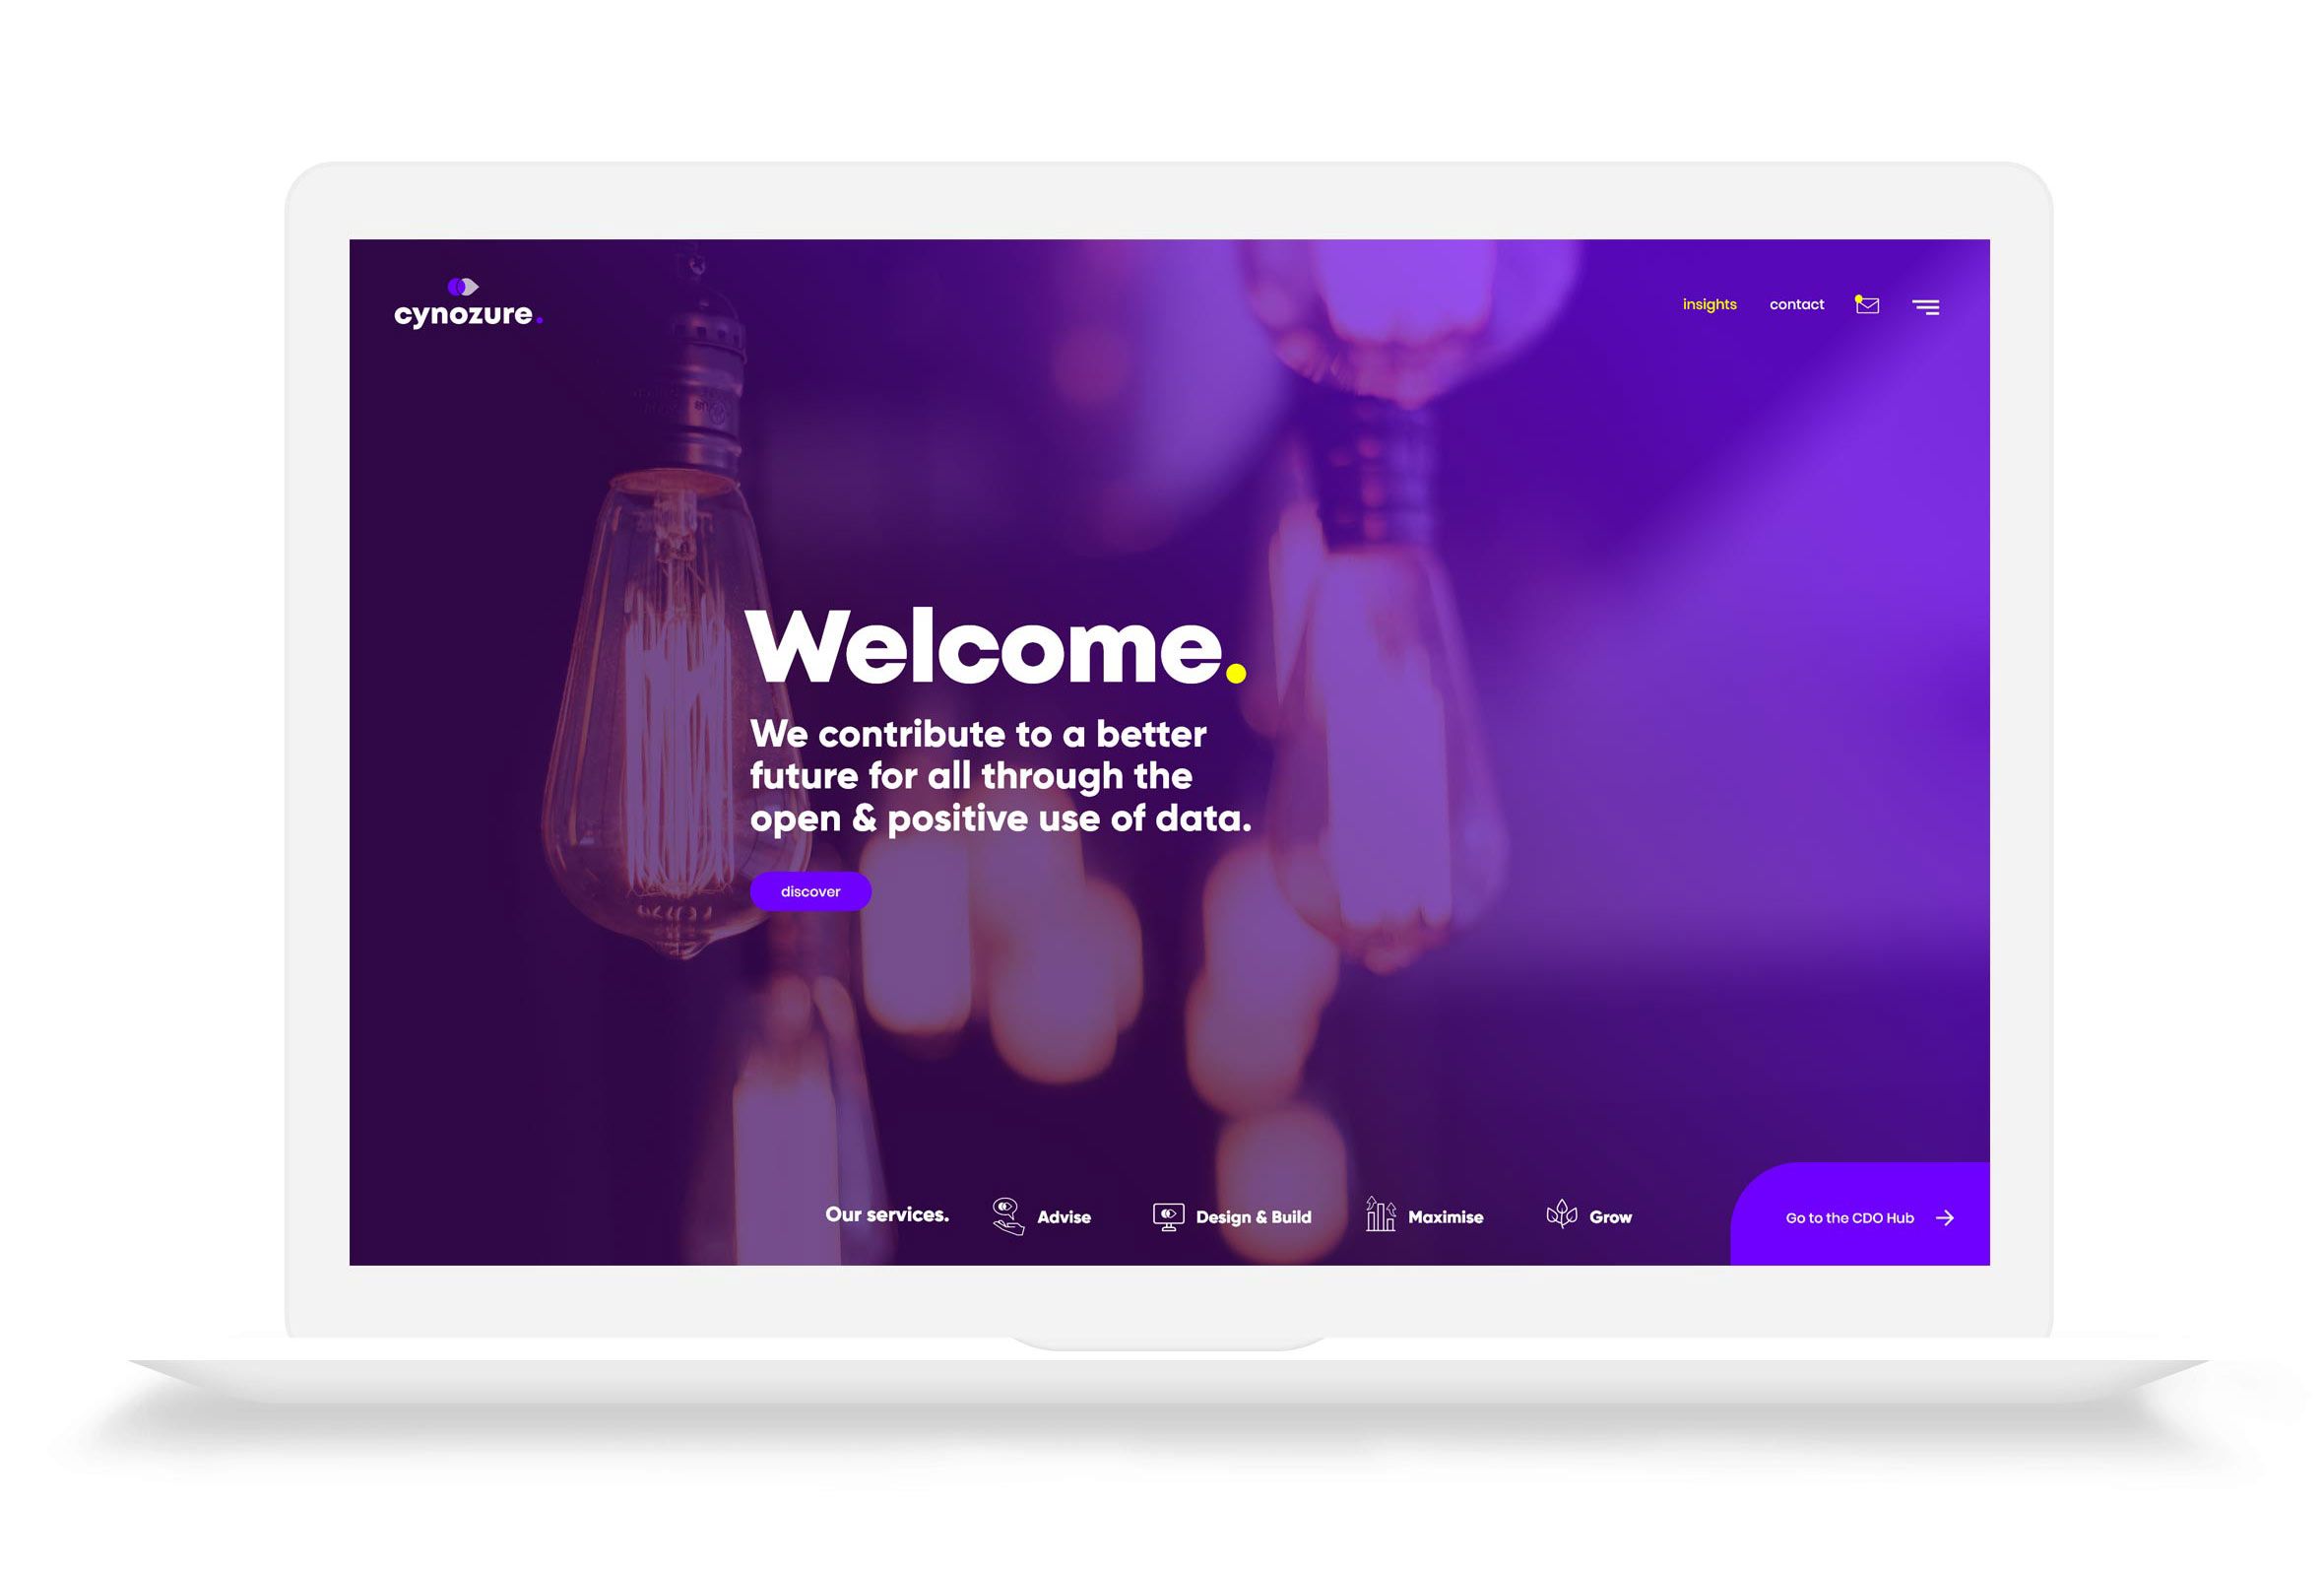 cynozure.
insights
contact
Welcome.
We contribute to a better
future for all through the
open & positive use of data.
discover
Our services.
Advise
Design & Build
Maximise
Grow
Go to the CDO Hub